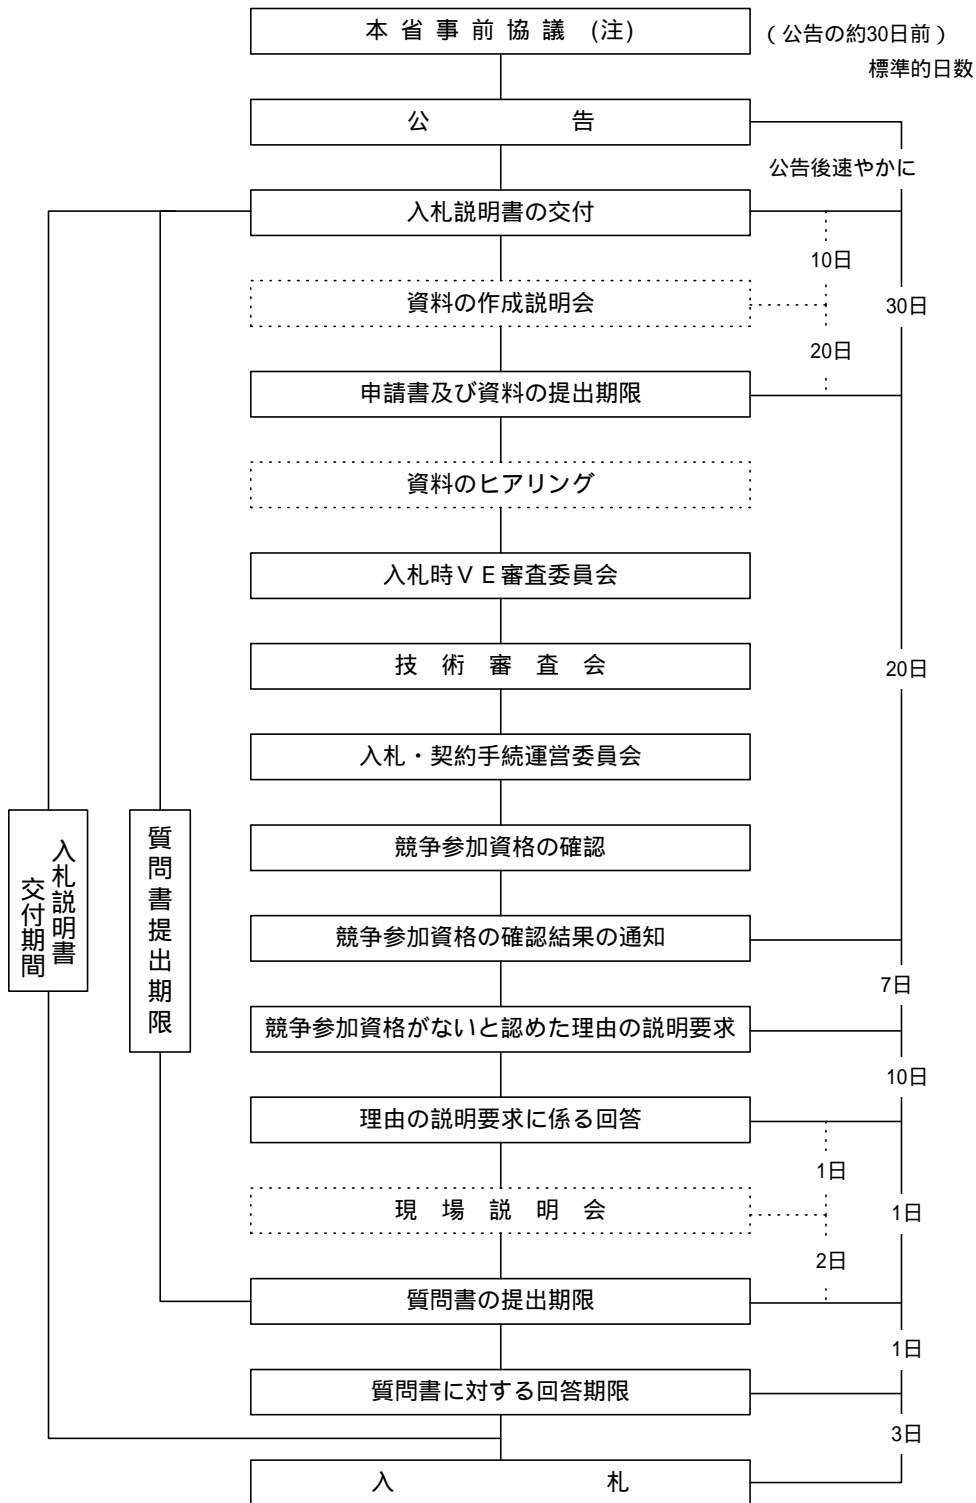 本省事前協議 (注)
(公告の約30日前)
標準的日数
公告
公告後速やかに
入札説明書の交付
10日
資料の作成説明会
30日
20日
申請書及び資料の提出期限
資料のヒアリング
入札時VE審査委員会
技術審査会
20日
入札・契約手続運営委員会
競争参加資格の確認
入札説明書
交付期間
質問書提出期限
競争参加資格の確認結果の通知
7日
競争参加資格がないと認めた理由の説明要求
10日
理由の説明要求に係る回答
1日
現場説明会
1日
2日
質問書の提出期限
1日
質問書に対する回答期限
3日
入札